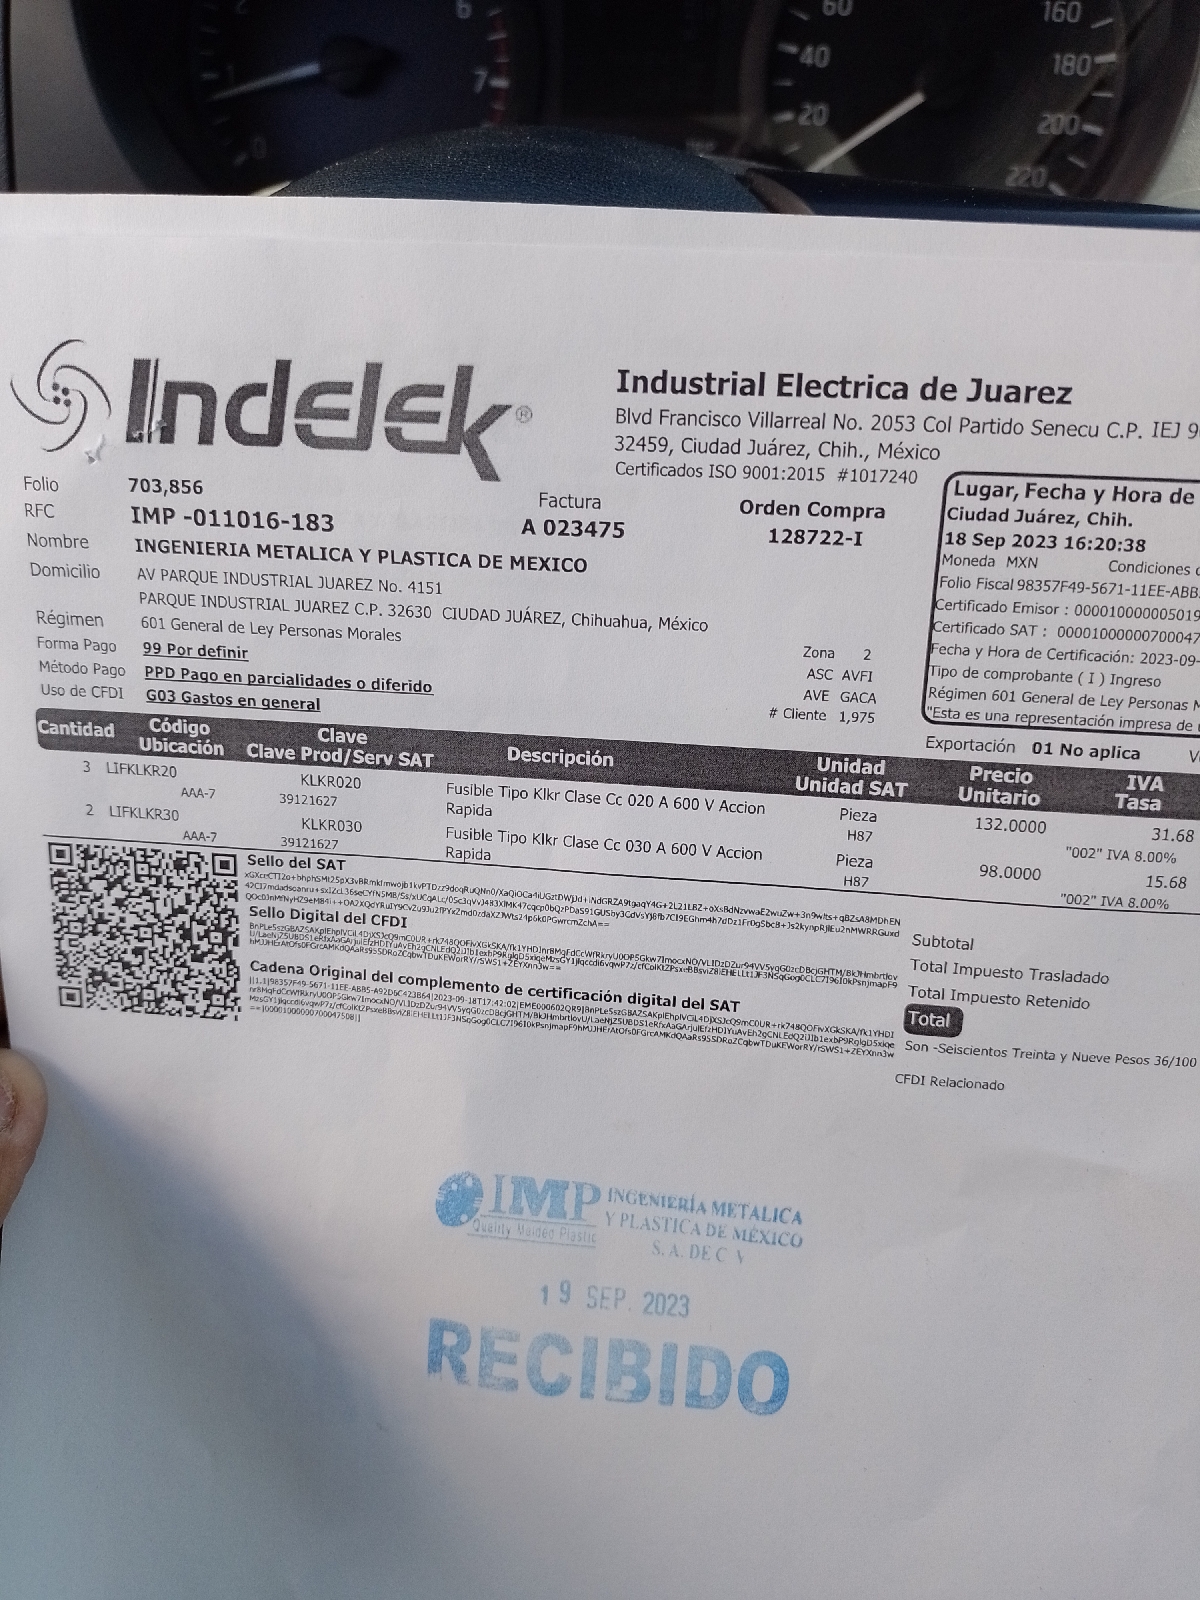 2
6
1
7
0
60
160
40
180
20
200
220
Indelek®
Industrial Electrica de Juarez
Blvd Francisco Villarreal No. 2053 Col Partido Senecu C.P. IEJ
32459, Ciudad Juárez, Chih., México
Certificados ISO 9001:2015 #1017240
Folio 703,856
Factura
Orden Compra
RFC IMP -011016-183
A 023475
128722-I
Nombre INGENIERIA METALICA Y PLASTICA DE MEXICO
Domicilio AV PARQUE INDUSTRIAL JUAREZ No. 4151
PARQUE INDUSTRIAL JUAREZ C.P. 32630 CIUDAD JUÁREZ, Chihuahua, México
Régimen 601 General de Ley Personas Morales
Forma Pago 99 Por definir
Método Pago PPD Pago en parcialidades o diferido
Uso de CFDI G03 Gastos en general
Zona 2
ASC AVFI
AVE GACA
# Cliente 1,975
Lugar, Fecha y Hora de
Ciudad Juárez, Chih.
18 Sep 2023 16:20:38
Moneda MXN Condiciones
Folio Fiscal 98357F49-5671-11EE-ABB
Certificado Emisor : 000010000005019
Certificado SAT : 0000100000070004​7
Fecha y Hora de Certificación: 2023-09-
Tipo de comprobante ( I ) Ingreso
Régimen 601 General de Ley Personas
"Esta es una representación impresa de
Exportación 01 No aplica
Cantidad Código Ubicación Clave Clave Prod/Serv SAT Descripción Unidad Unidad SAT Precio Unitario IVA Tasa
3 LIFKLKR20 KLKR020 Fusible Tipo Klkr Clase Cc 020 A 600 V Accion Pieza 132.0000 31.68
AAA-7 39121627 Rapida H87 "002" IVA 8.00%
2 LIFKLKR30 KLKR030 Fusible Tipo Klkr Clase Cc 030 A 600 V Accion Pieza 98.0000 15.68
AAA-7 39121627 Rapida H87 "002" IVA 8.00%
Sello del SAT
Sello Digital del CFDI
Cadena Original del complemento de certificación digital del SAT
Subtotal
Total Impuesto Trasladado
Total Impuesto Retenido
Total
Son -Seiscientos Treinta y Nueve Pesos 36/100
CFDI Relacionado
IMP INGENIERÍA METALICA
Quality Molded Plastic Y PLASTICA DE MÉXICO
S. A. DE C V
19 SEP. 2023
RECIBIDO